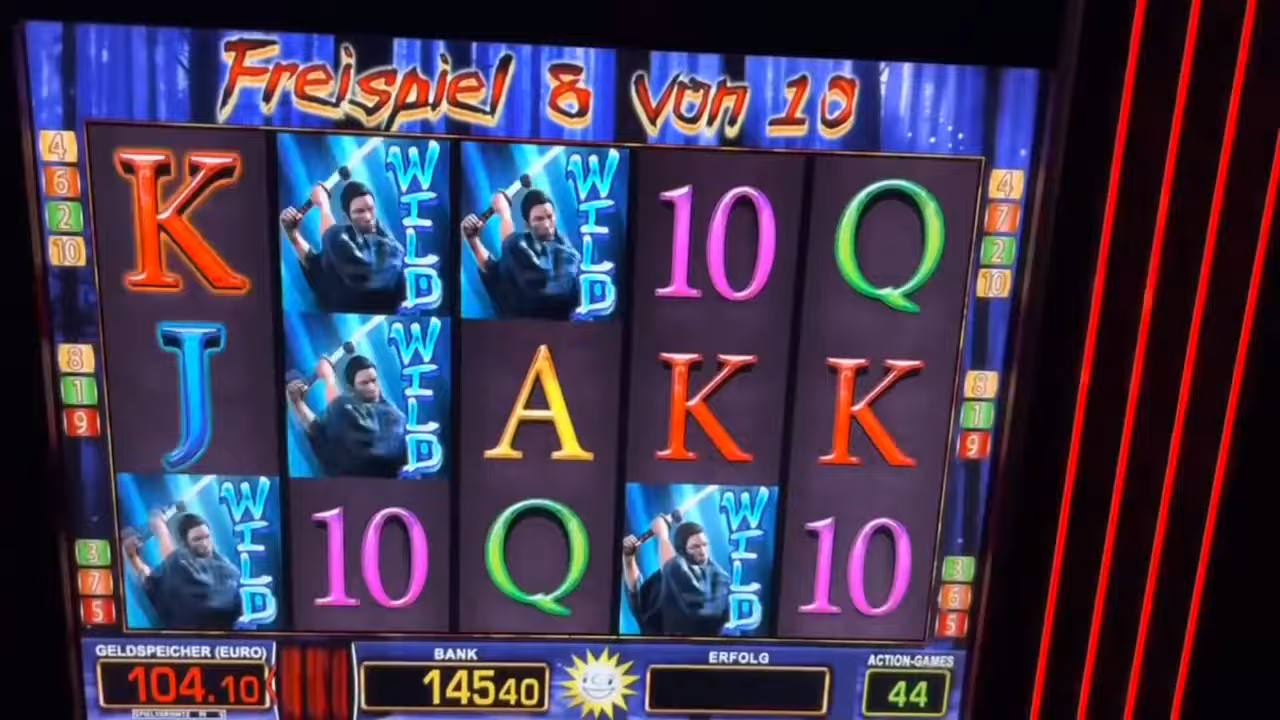 Freispiel 8 von 10
4 K WILD WILD 10 Q 4
6 7
2 2
10 10
8 J WILD A K K 8
1 1
9 9
3 WILD 10 Q WILD 10 3
7 6
5 5
GELDSPEICHER (EURO) BANK ERFOLG ACTION-GAMES
104.10 14540 44